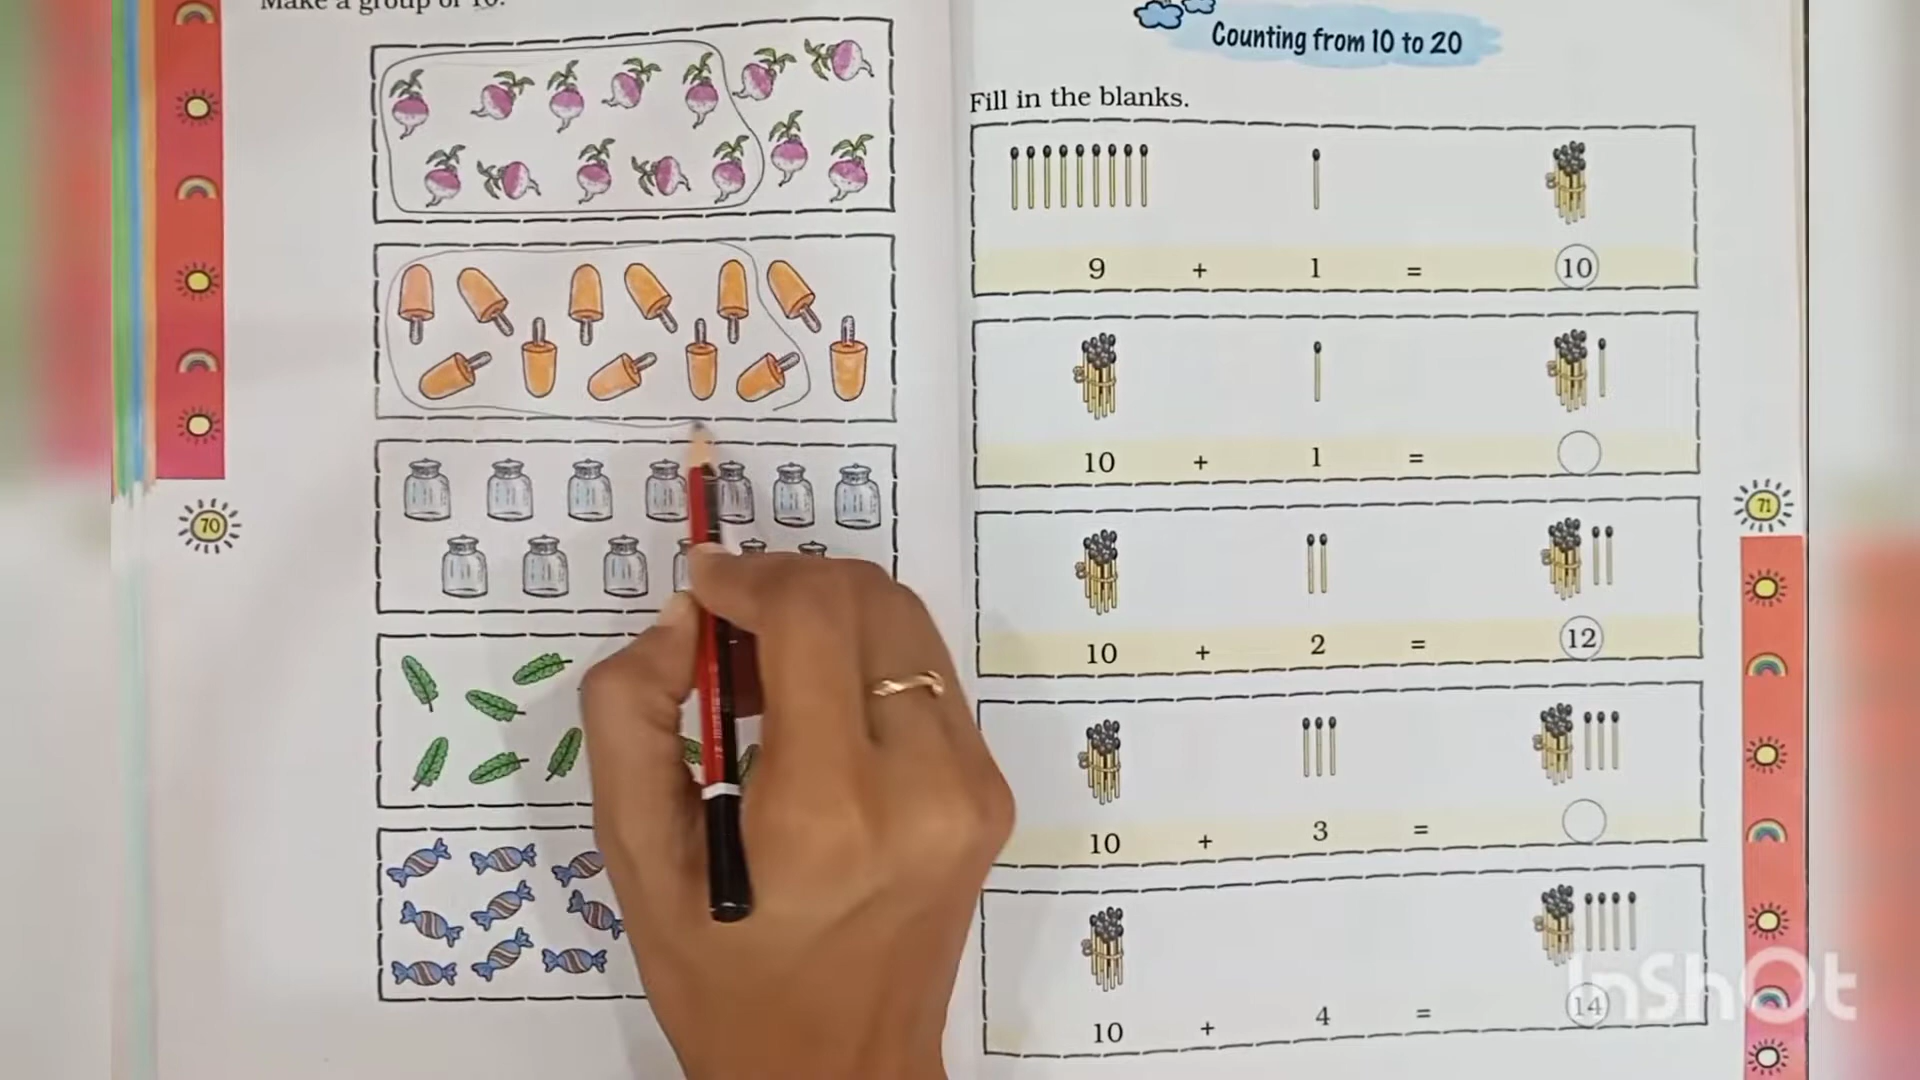 Make a group of 10.
70
Counting from 10 to 20
Fill in the blanks.
9 + 1 = 10
10 + 1 =
10 + 2 = 12
10 + 3 =
10 + 4 = 14
71
InShOt